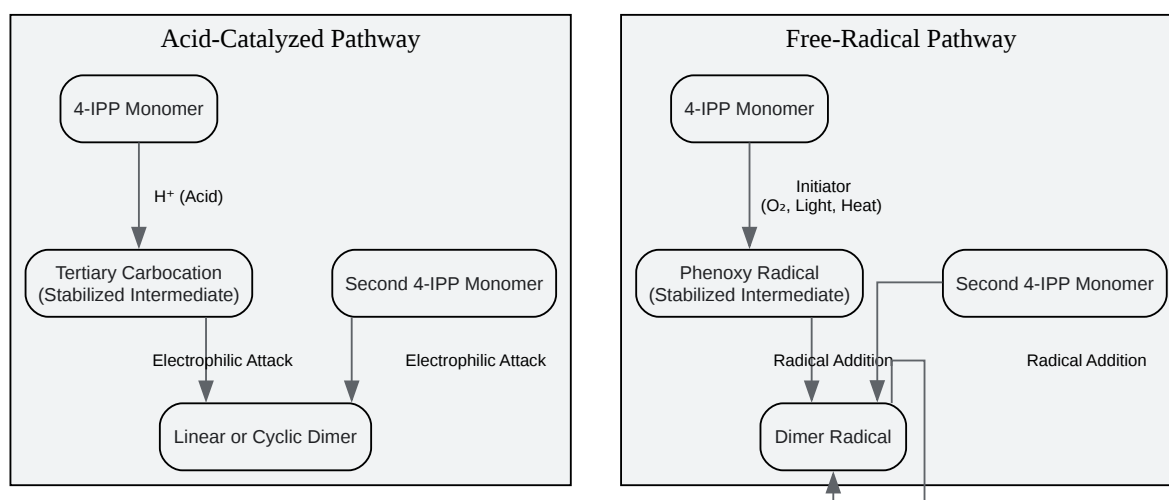 Acid-Catalyzed Pathway
4-IPP Monomer
H⁺ (Acid)
Tertiary Carbocation
(Stabilized Intermediate)
Second 4-IPP Monomer
Electrophilic Attack
Electrophilic Attack
Linear or Cyclic Dimer
Free-Radical Pathway
4-IPP Monomer
Initiator
(O₂, Light, Heat)
Phenoxy Radical
(Stabilized Intermediate)
Second 4-IPP Monomer
Radical Addition
Radical Addition
Dimer Radical